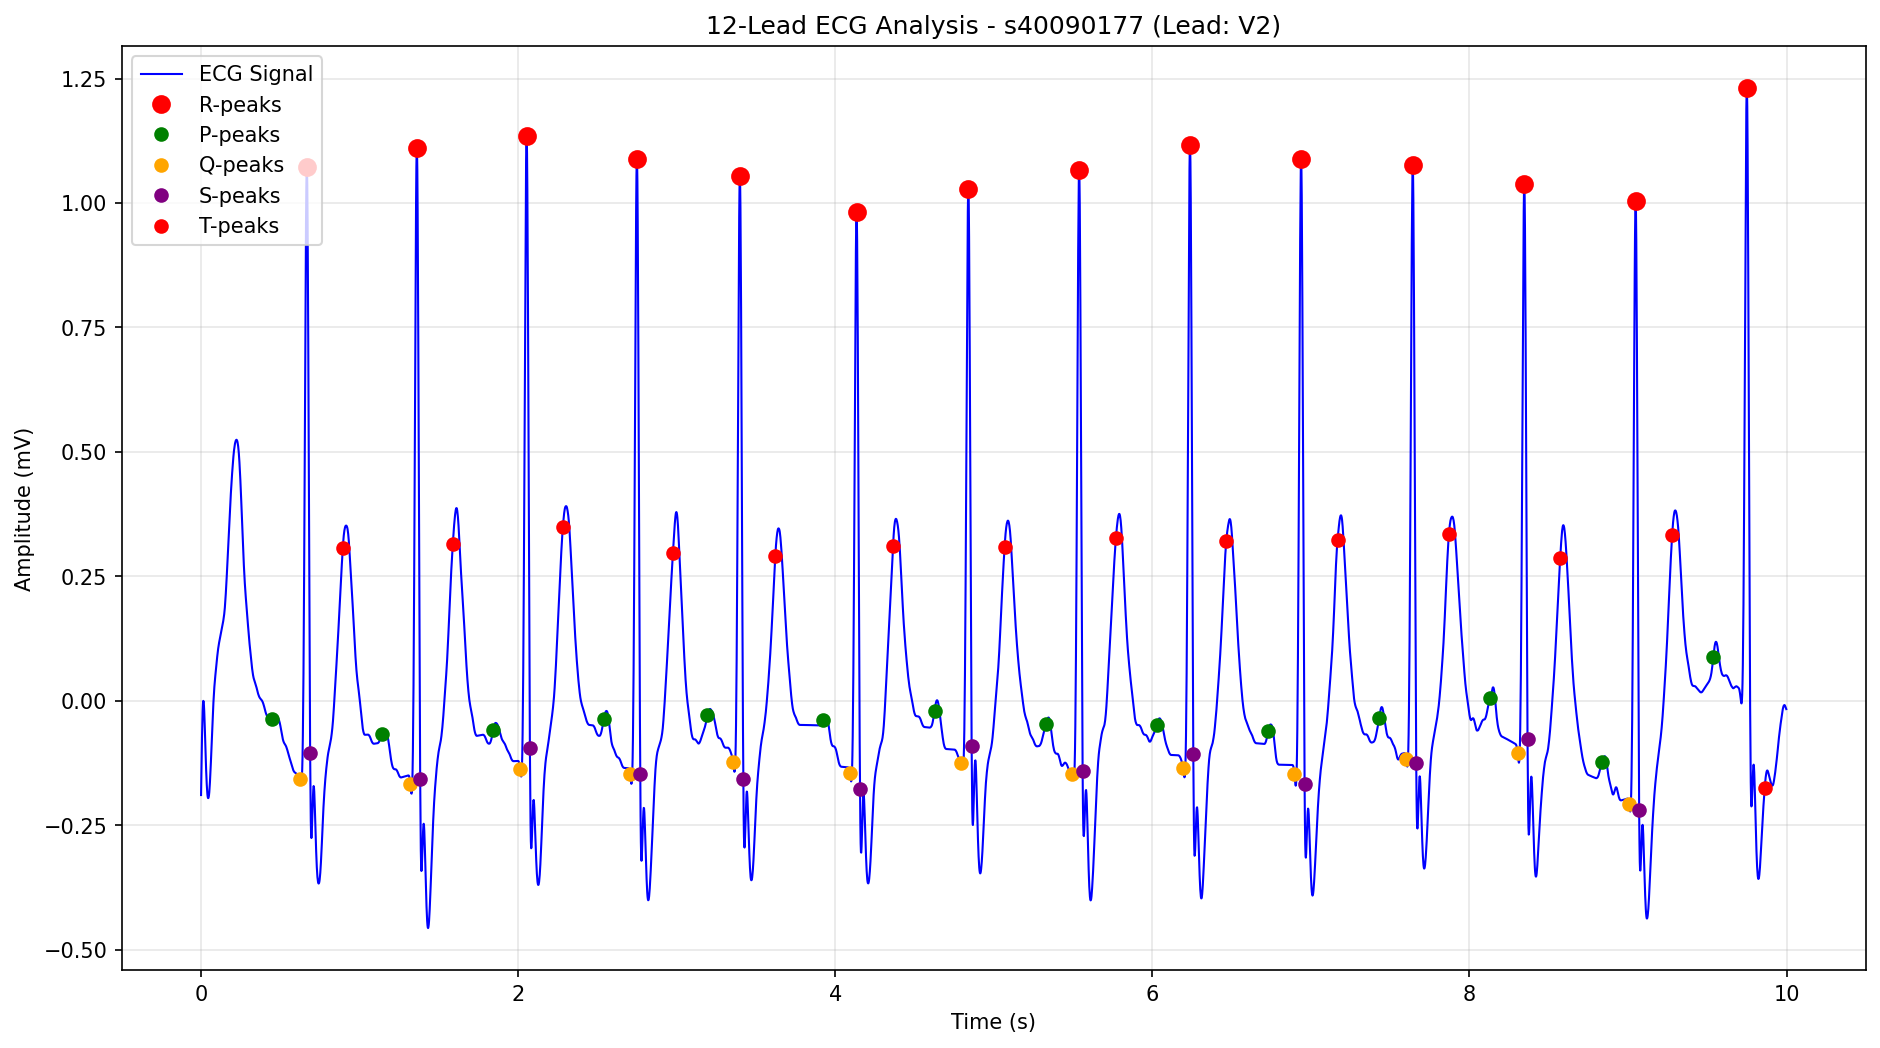 12-Lead ECG Analysis - s40090177 (Lead: V2)
ECG Signal
R-peaks
P-peaks
Q-peaks
S-peaks
T-peaks
1.25
1.00
0.75
0.50
0.25
0.00
−0.25
−0.50
Amplitude (mV)
0 2 4 6 8 10
Time (s)